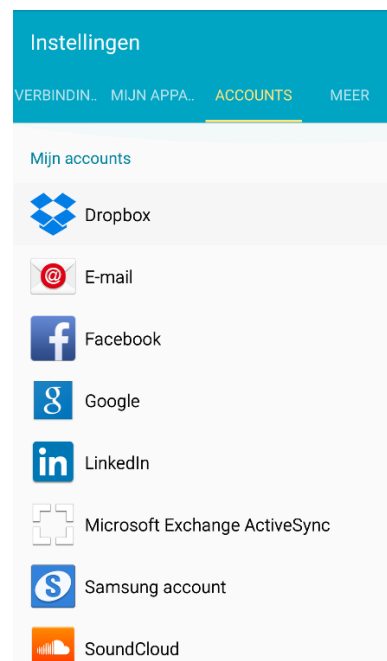 Instellingen
VERBINDIN.. MIJN APPA.. ACCOUNTS MEER
Mijn accounts
Dropbox
E-mail
Facebook
Google
LinkedIn
Microsoft Exchange ActiveSync
Samsung account
SoundCloud